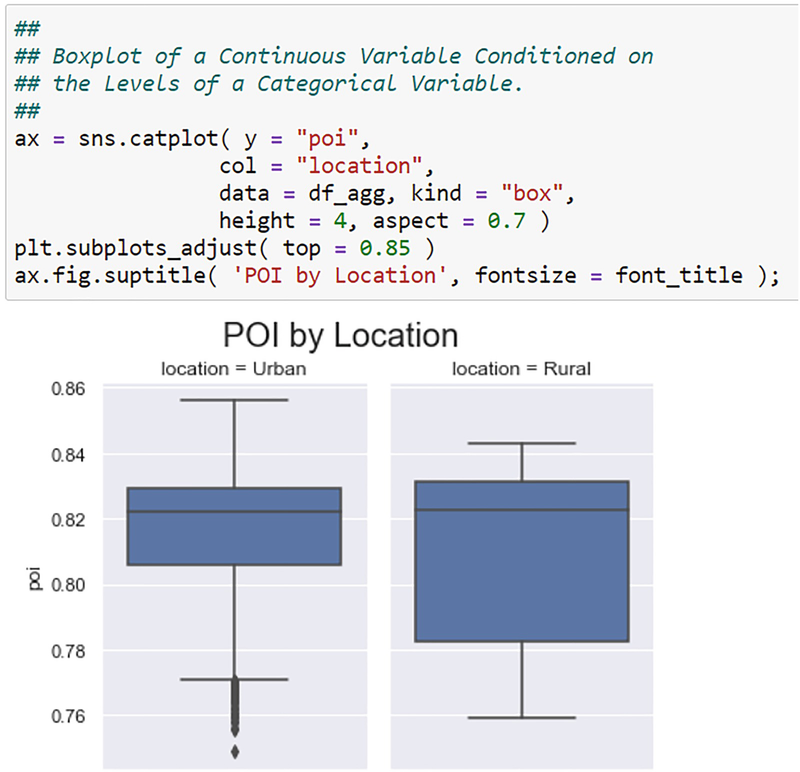 ##
## Boxplot of a Continuous Variable Conditioned on
## the Levels of a Categorical Variable.
##
ax = sns.catplot( y = "poi",
col = "location",
data = df_agg, kind = "box",
height = 4, aspect = 0.7 )
plt.subplots_adjust( top = 0.85 )
ax.fig.suptitle( 'POI by Location', fontsize = font_title );
POI by Location
location = Urban
location = Rural
0.86
0.84
0.82
0.80
0.78
0.76
poi